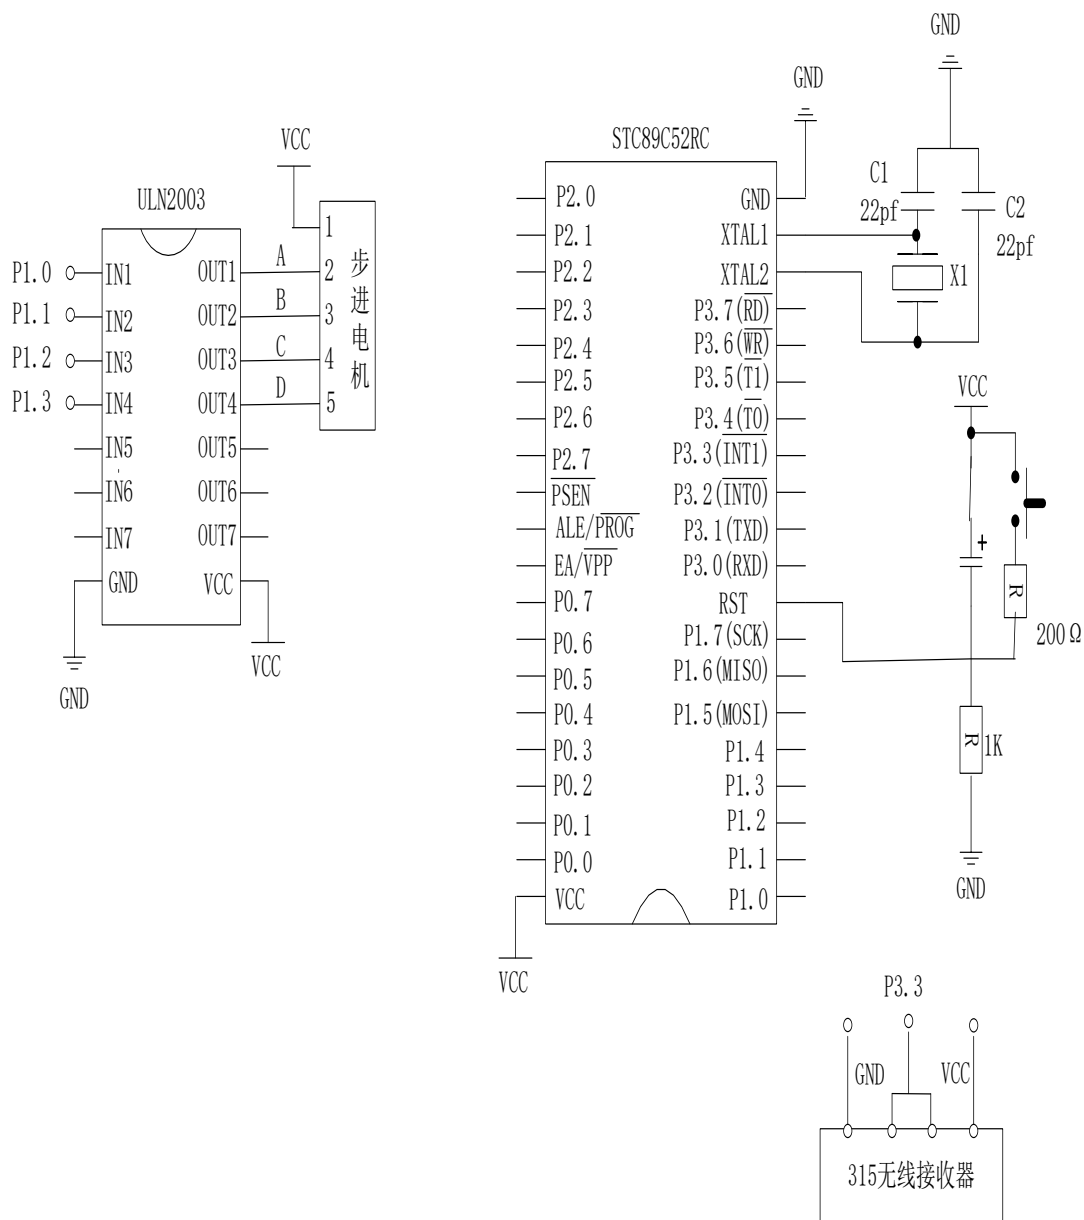 GND
GND
STC89C52RC
P2.0
P2.1
P2.2
P2.3
P2.4
P2.5
P2.6
P2.7
PSEN
ALE/PROG
EA/VPP
P0.7
P0.6
P0.5
P0.4
P0.3
P0.2
P0.1
P0.0
VCC
VCC
GND
XTAL1
XTAL2
P3.7(RD)
P3.6(WR)
P3.5(T1)
P3.4(T0)
P3.3(INT1)
P3.2(INT0)
P3.1(TXD)
P3.0(RXD)
RST
P1.7(SCK)
P1.6(MISO)
P1.5(MOSI)
P1.4
P1.3
P1.2
P1.1
P1.0
C1
22pf
C2
22pf
X1
VCC
+
R
200Ω
R
1K
GND
VCC
ULN2003
P1.0
P1.1
P1.2
P1.3
IN1
IN2
IN3
IN4
IN5
IN6
IN7
GND
GND
OUT1
OUT2
OUT3
OUT4
OUT5
OUT6
OUT7
VCC
VCC
A
B
C
D
1
2
3
4
5
步进电机
P3.3
GND
VCC
315无线接收器